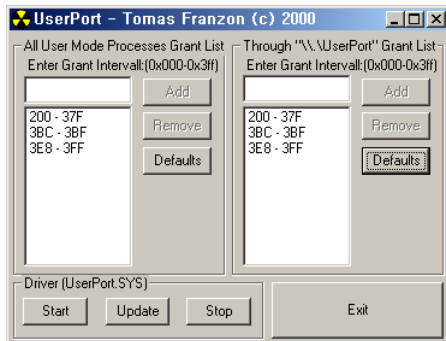 UserPort - Tomas Franzon (c) 2000
All User Mode Processes Grant List
Enter Grant Intervall:(0x000-0x3ff)
Add
200 - 37F
3BC - 3BF
3E8 - 3FF
Remove
Defaults
Through "\\.\UserPort" Grant List
Enter Grant Intervall:(0x000-0x3ff)
Add
200 - 37F
3BC - 3BF
3E8 - 3FF
Remove
Defaults
Driver (UserPort.SYS)
Start Update Stop
Exit